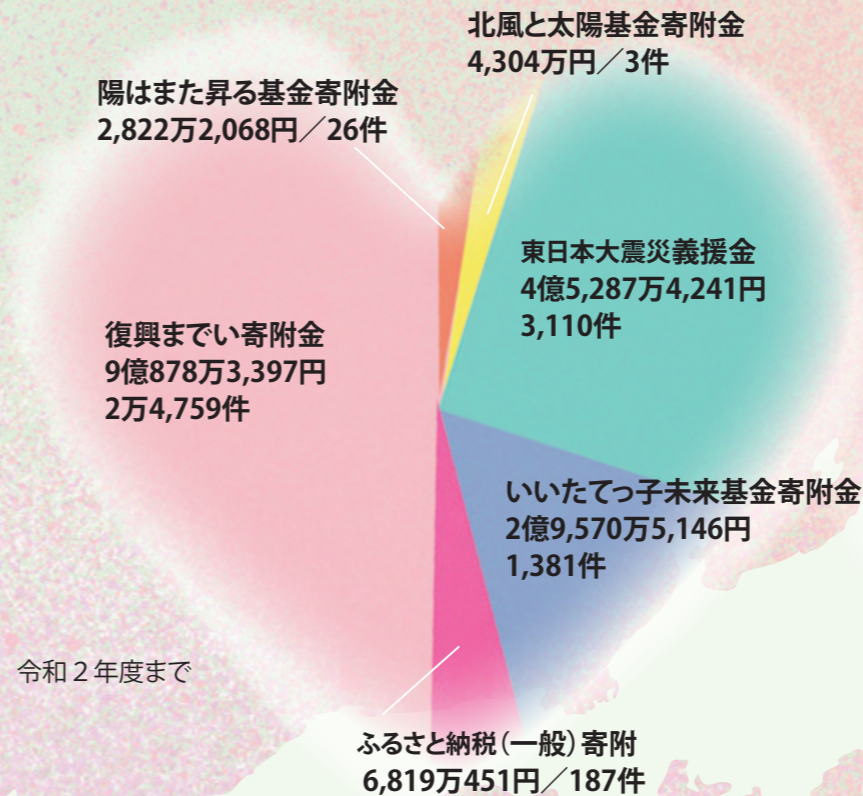 北風と太陽基金寄附金
4,304万円／3件
陽はまた昇る基金寄附金
2,822万2,068円／26件
東日本大震災義援金
4億5,287万4,241円
3,110件
復興までい寄附金
9億878万3,397円
2万4,759件
いいたてっ子未来基金寄附金
2億9,570万5,146円
1,381件
令和２年度まで
ふるさと納税（一般）寄附
6,819万451円／187件